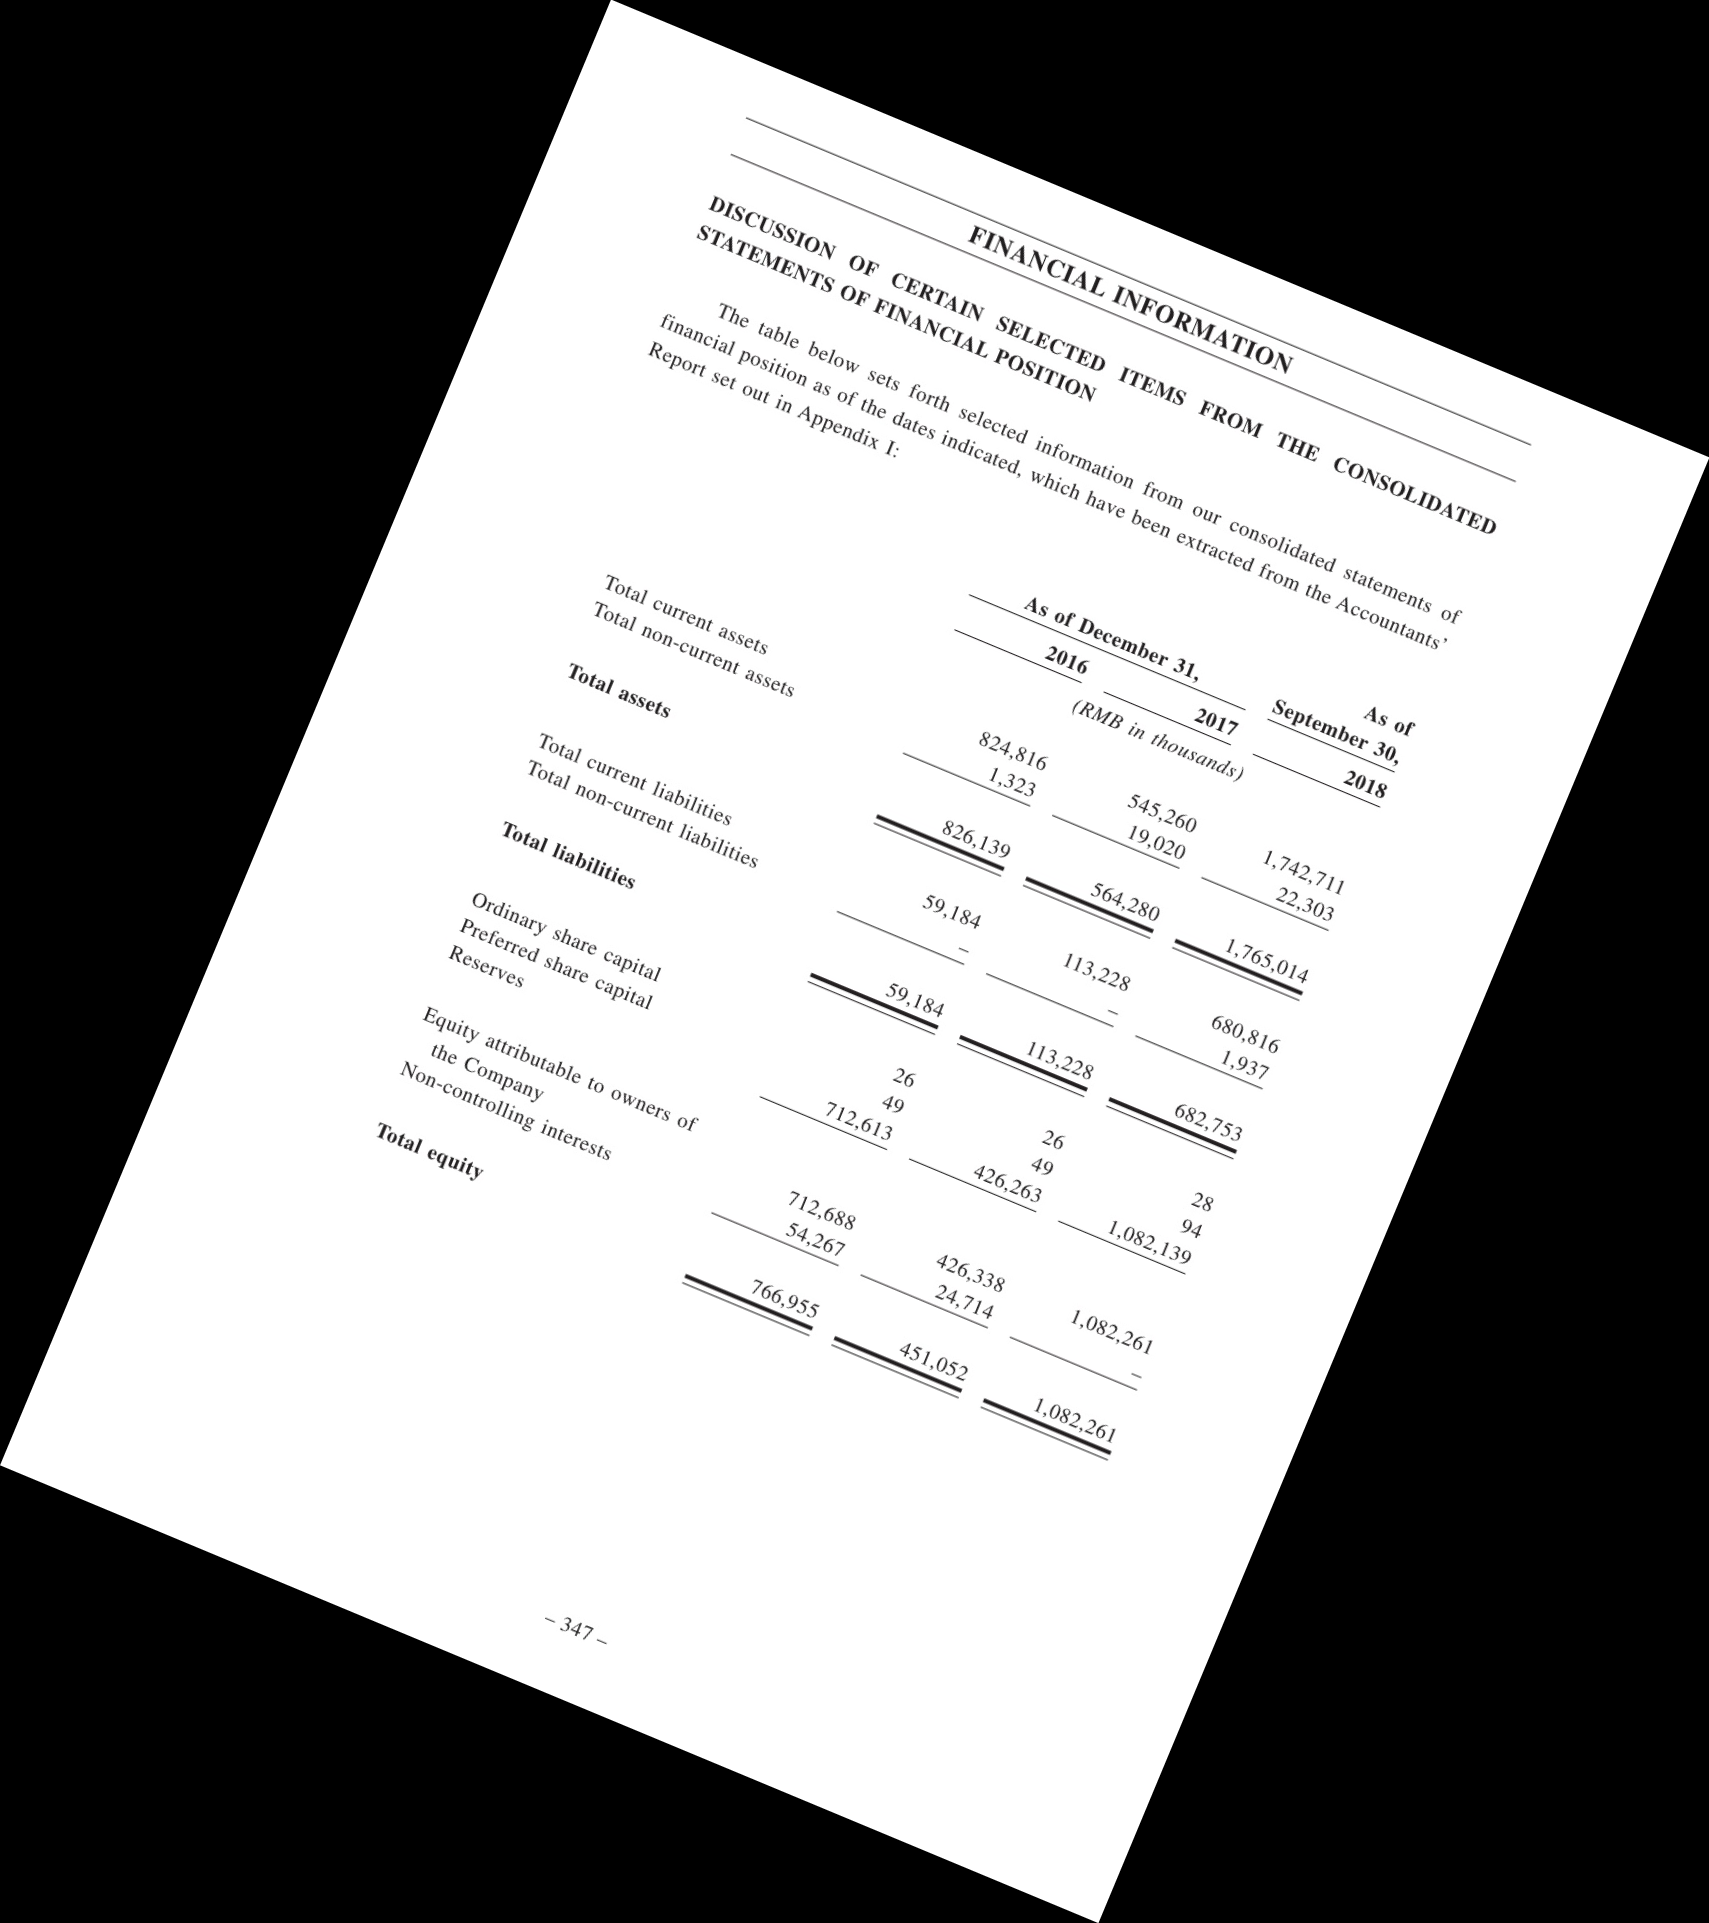 FINANCIAL INFORMATION
DISCUSSION OF CERTAIN SELECTED ITEMS FROM THE CONSOLIDATED
STATEMENTS OF FINANCIAL POSITION
The table below sets forth selected information from our consolidated statements of
financial position as of the dates indicated, which have been extracted from the Accountants’
Report set out in Appendix I:
As of
As of December 31, September 30,
2016 2017 2018
(RMB in thousands)
Total current assets 824,816 545,260 1,742,711
Total non-current assets 1,323 19,020 22,303
Total assets 826,139 564,280 1,765,014
Total current liabilities 59,184 113,228 680,816
Total non-current liabilities – – 1,937
Total liabilities 59,184 113,228 682,753
Ordinary share capital 26 26 28
Preferred share capital 49 49 94
Reserves 712,613 426,263 1,082,139
Equity attributable to owners of
the Company 712,688 426,338 1,082,261
Non-controlling interests 54,267 24,714 –
Total equity 766,955 451,052 1,082,261
– 347 –